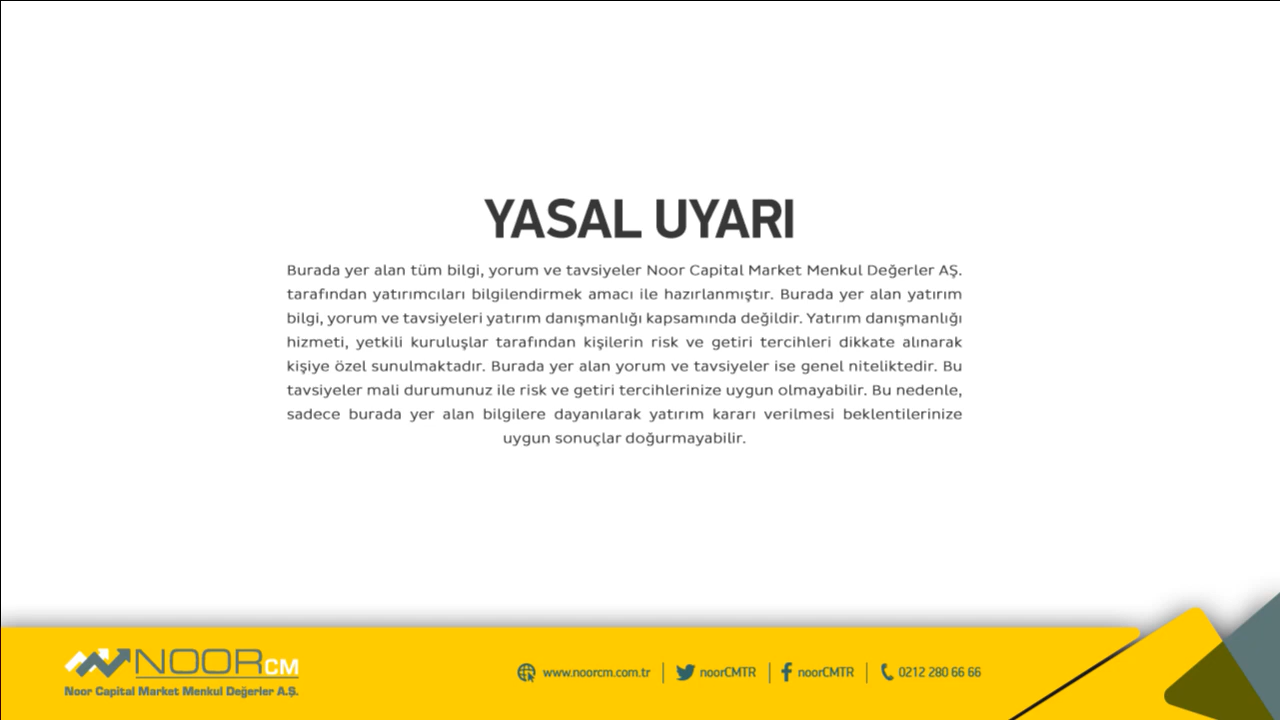 YASAL UYARI
Burada yer alan tüm bilgi, yorum ve tavsiyeler Noor Capital Market Menkul Değerler AŞ.
tarafından yatırımcıları bilgilendirmek amacı ile hazırlanmıştır. Burada yer alan yatırım
bilgi, yorum ve tavsiyeleri yatırım danışmanlığı kapsamında değildir. Yatırım danışmanlığı
hizmeti, yetkili kuruluşlar tarafından kişilerin risk ve getiri tercihleri dikkate alınarak
kişiye özel sunulmaktadır. Burada yer alan yorum ve tavsiyeler ise genel niteliktedir. Bu
tavsiyeler mali durumunuz ile risk ve getiri tercihlerinize uygun olmayabilir. Bu nedenle,
sadece burada yer alan bilgilere dayanılarak yatırım kararı verilmesi beklentilerinize
uygun sonuçlar doğurmayabilir.
NOORCM
Noor Capital Market Menkul Değerler A.Ş.
www.noorcm.com.tr | noorCMTR | noorCMTR | 0212 280 66 66